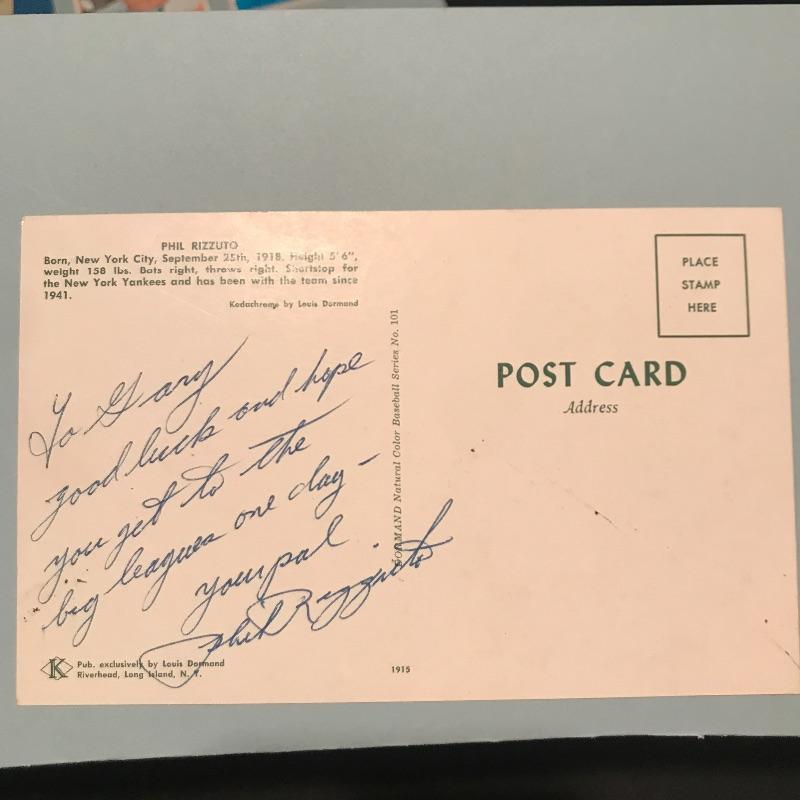 PHIL RIZZUTO
Born, New York City, September 25th, 1918. Height 5'6",
weight 158 lbs. Bats right, throws right. Shortstop for
the New York Yankees and has been with the team since
1941.
Kodachrome by Louis Dormand
To Gary
good luck and hope
you get to the
big leagues one day -
your pal
Phil Rizzuto
K Pub. exclusively by Louis Dormand
Riverhead, Long Island, N. Y.
DORMAND Natural Color Baseball Series No. 101
1915
PLACE
STAMP
HERE
POST CARD
Address